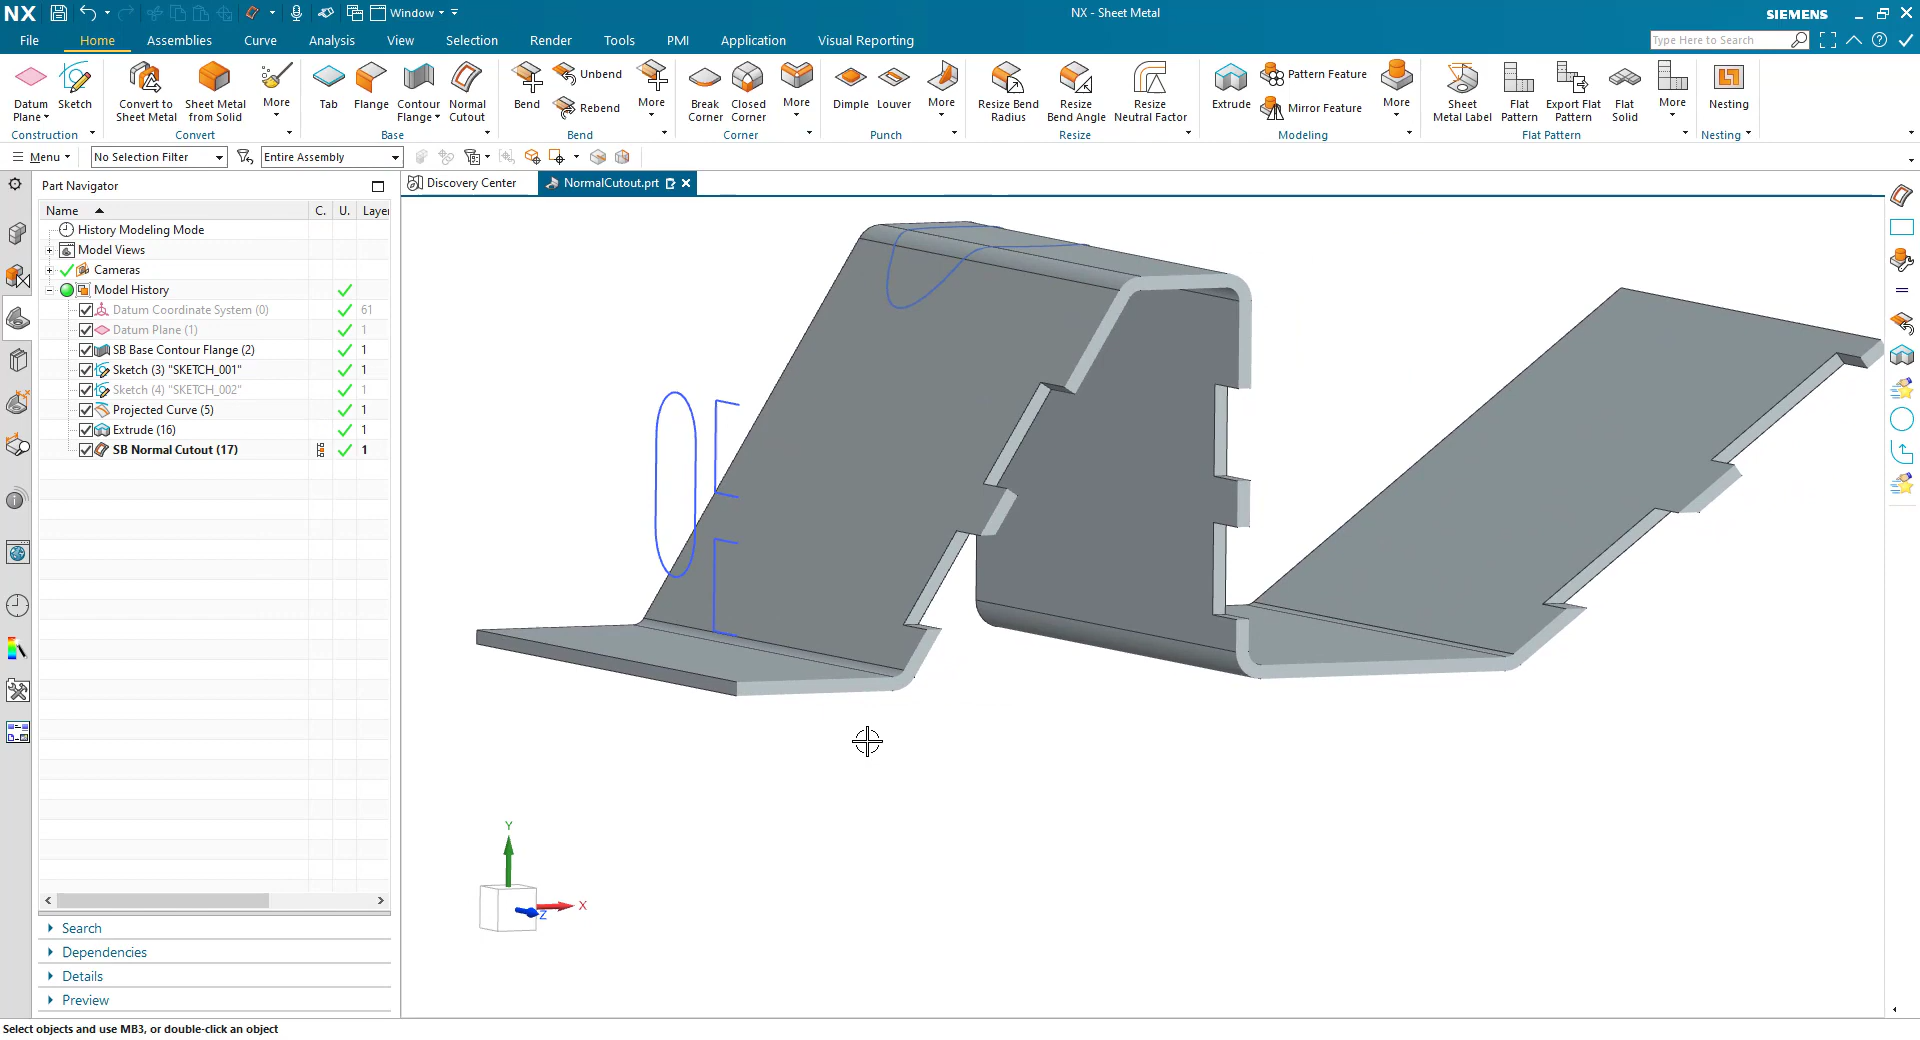 NX
Window
NX - Sheet Metal
SIEMENS
File
Home
Assemblies
Curve
Analysis
View
Selection
Render
Tools
PMI
Application
Visual Reporting
Type Here to Search
Datum
Plane
Sketch
Convert to
Sheet Metal
Sheet Metal
from Solid
More
Tab
Flange
Contour
Flange
Normal
Cutout
Bend
Unbend
Rebend
More
Break
Corner
Closed
Corner
More
Dimple
Louver
More
Resize Bend
Radius
Resize
Bend Angle
Resize
Neutral Factor
Extrude
Pattern Feature
Mirror Feature
More
Sheet
Metal Label
Flat
Pattern
Export Flat
Pattern
Flat
Solid
More
Nesting
Construction
Convert
Base
Bend
Corner
Punch
Resize
Modeling
Flat Pattern
Nesting
Menu
No Selection Filter
Entire Assembly
Part Navigator
Discovery Center
NormalCutout.prt
Name
C.
U.
Layer
History Modeling Mode
Model Views
Cameras
Model History
Datum Coordinate System (0)
61
Datum Plane (1)
1
SB Base Contour Flange (2)
1
Sketch (3) "SKETCH_001"
1
Sketch (4) "SKETCH_002"
1
Projected Curve (5)
1
Extrude (16)
1
SB Normal Cutout (17)
1
Y
X
Z
Search
Dependencies
Details
Preview
Select objects and use MB3, or double-click an object